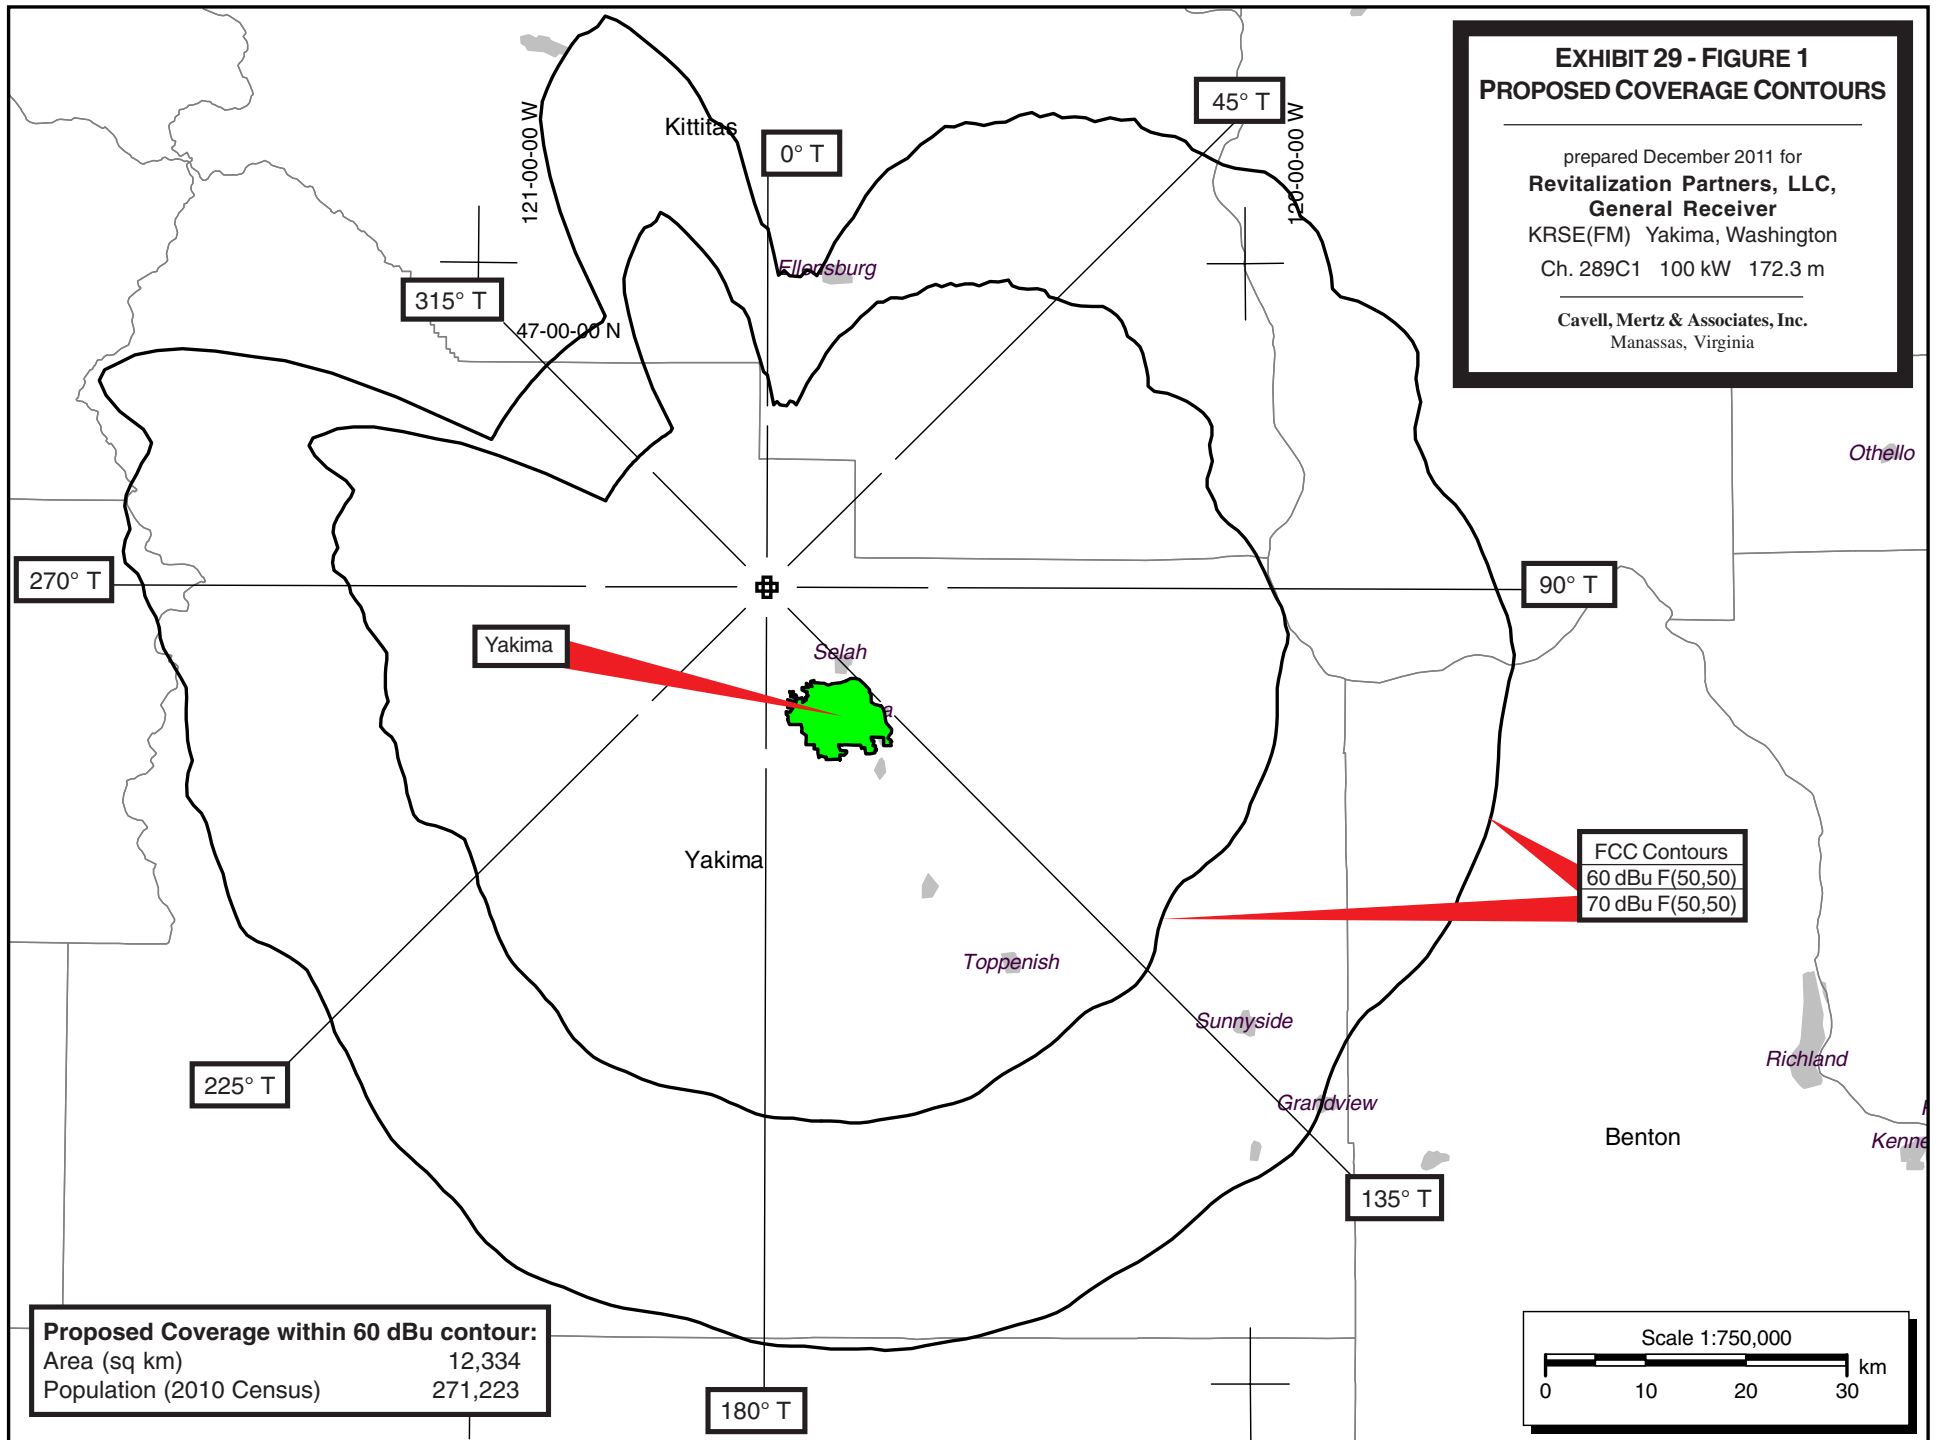 EXHIBIT 29 - FIGURE 1
PROPOSED COVERAGE CONTOURS
prepared December 2011 for
Revitalization Partners, LLC,
General Receiver
KRSE(FM) Yakima, Washington
Ch. 289C1 100 kW 172.3 m
Cavell, Mertz & Associates, Inc.
Manassas, Virginia
45° T
120-00-00 W
121-00-00 W
Kittitas
0° T
Ellensburg
315° T
47-00-00 N
Othello
270° T
90° T
Yakima
Selah
a
Yakima
FCC Contours
60 dBu F(50,50)
70 dBu F(50,50)
Toppenish
Sunnyside
Richland
225° T
Grandview
Benton
Kenne
135° T
Proposed Coverage within 60 dBu contour:
Area (sq km) 12,334
Population (2010 Census) 271,223
180° T
Scale 1:750,000
km
0 10 20 30